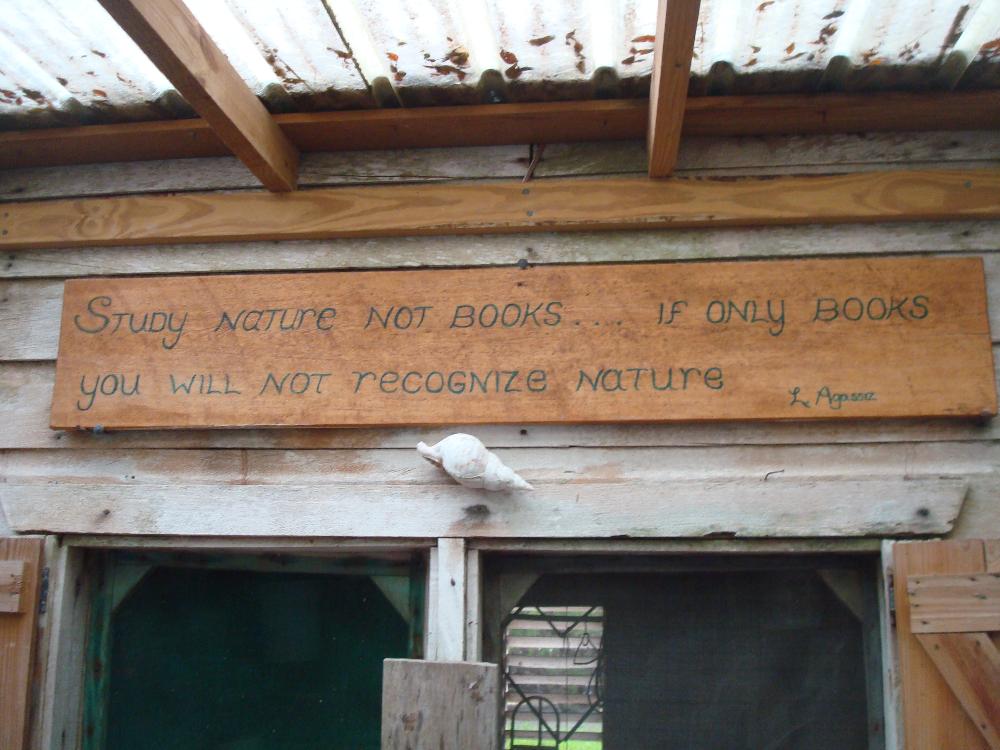 Study nature not books.... If only books
you will not recognize nature
L Agassiz